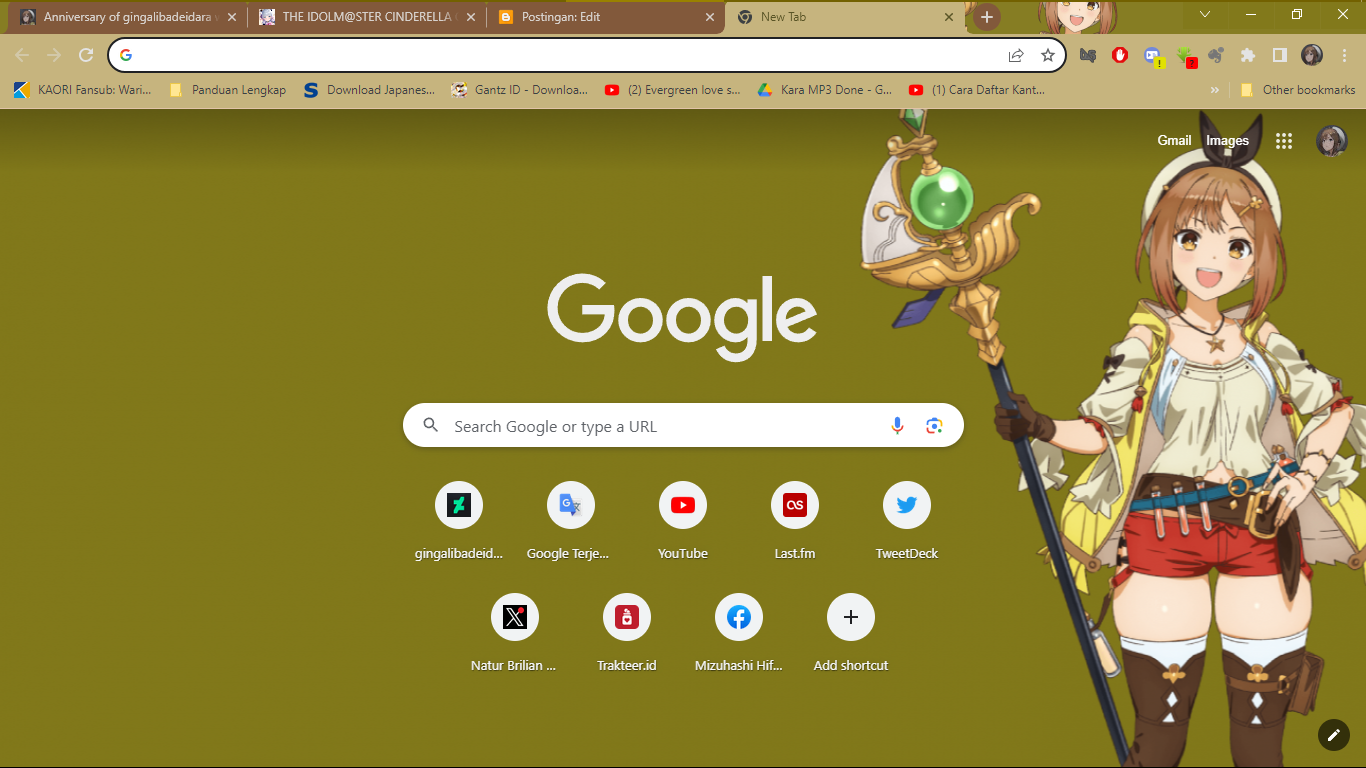 Anniversary of gingalibadeidara
THE IDOLM@STER CINDERELLA
Postingan: Edit
New Tab
KAORI Fansub: Wari...
Panduan Lengkap
Download Japanes...
Gantz ID - Downloa...
(2) Evergreen love s...
Kara MP3 Done - G...
(1) Cara Daftar Kant...
»
Other bookmarks
Gmail
Images
Google
Search Google or type a URL
gingalibadeid...
Google Terje...
YouTube
Last.fm
TweetDeck
Natur Brilian ...
Trakteer.id
Mizuhashi Hif...
Add shortcut